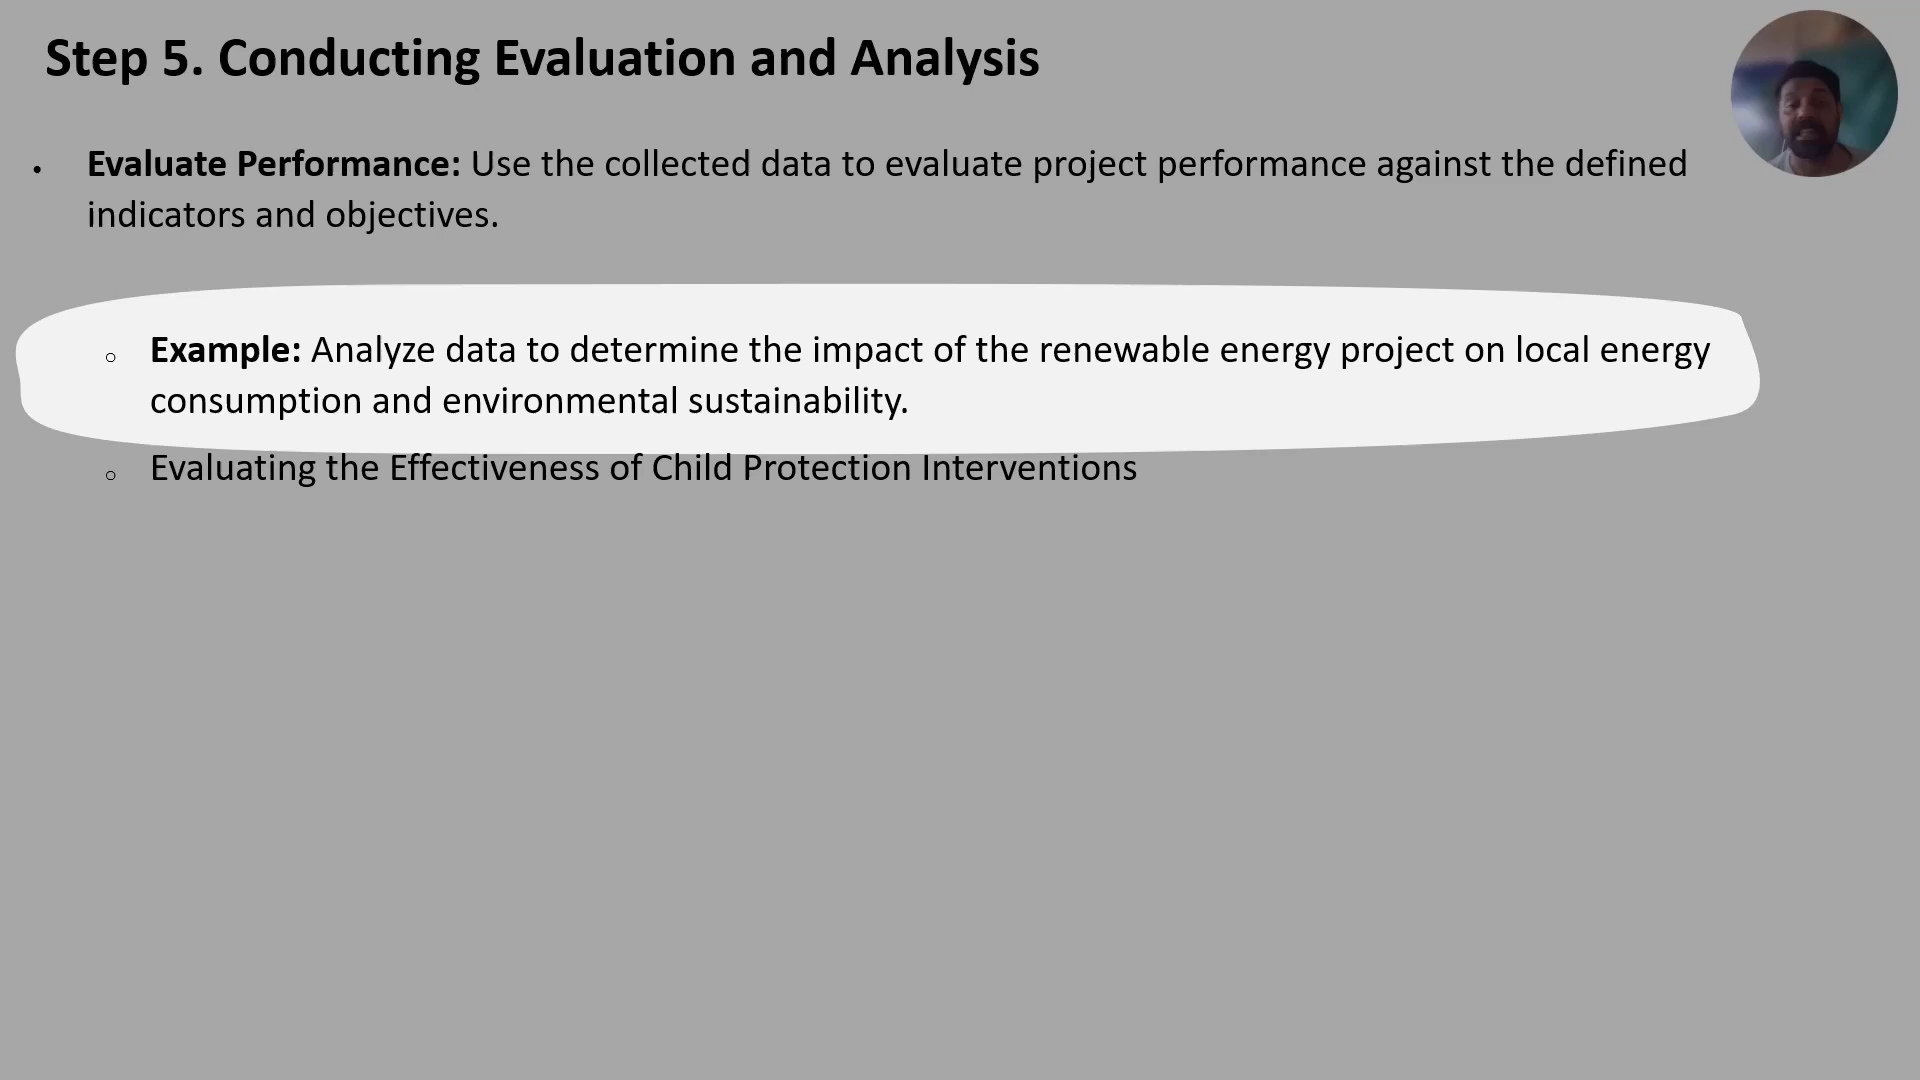 Step 5. Conducting Evaluation and Analysis
• Evaluate Performance: Use the collected data to evaluate project performance against the defined
indicators and objectives.
○ Example: Analyze data to determine the impact of the renewable energy project on local energy
consumption and environmental sustainability.
○ Evaluating the Effectiveness of Child Protection Interventions